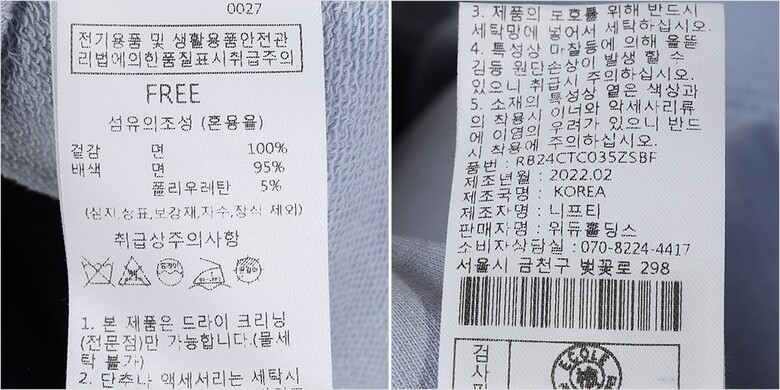 0027
전기용품 및 생활용품안전관
리법에의한품질표시취급주의
FREE
섬유의조성 (혼용율)
겉감 면 100%
배색 면 95%
폴리우레탄 5%
(심지,상표,보강재,자수,장식 제외)
취급상주의사항
1. 본 제품은 드라이 크리닝
(전문점)만 가능합니다.(물세
탁 불가)
2. 단추나 액세서리는 세탁시
3. 제품의 보호를 위해 반드시
세탁망에 넣어서 세탁하십시오.
4. 특성상 마찰등에 의해 올뜯
김등 원단손상이 발생 할 수
있으니 취급시 주의하십시오.
5. 소재의 특성상 옅은 색상과
의 착용시 이너와 악세사리류
에 이염의 우려가 있으니 반드
시 착용에 주의하십시오.
품번 : RB24CTC035ZSBF
제조년월 : 2022.02
제조국명 : KOREA
제조자명 : 니프티
판매자명 : 위듀홀딩스
소비자상담실 : 070-8224-4417
서울시 금천구 벚꽃로 298
검
사
ECOLE